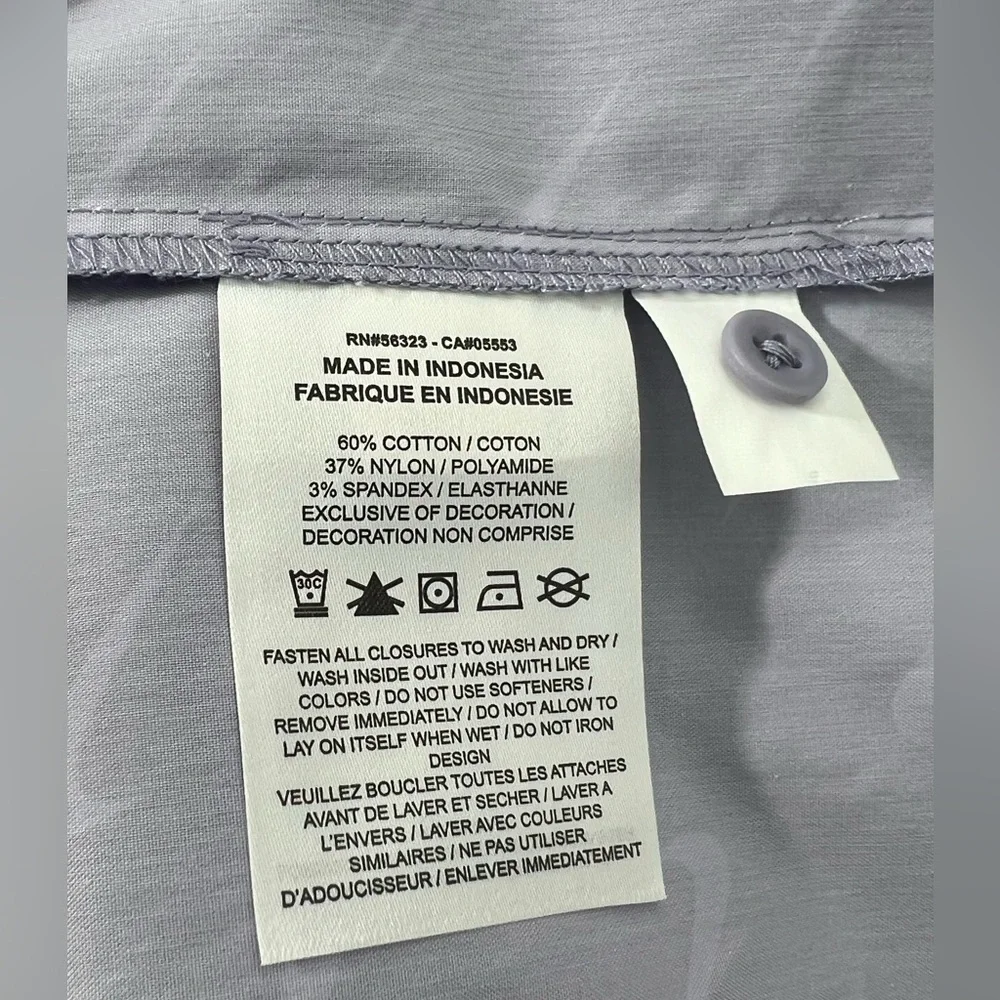 RN#56323 - CA#05553
MADE IN INDONESIA
FABRIQUE EN INDONESIE
60% COTTON / COTON
37% NYLON / POLYAMIDE
3% SPANDEX / ELASTHANNE
EXCLUSIVE OF DECORATION /
DECORATION NON COMPRISE
30C
FASTEN ALL CLOSURES TO WASH AND DRY /
WASH INSIDE OUT / WASH WITH LIKE
COLORS / DO NOT USE SOFTENERS /
REMOVE IMMEDIATELY / DO NOT ALLOW TO
LAY ON ITSELF WHEN WET / DO NOT IRON
DESIGN
VEUILLEZ BOUCLER TOUTES LES ATTACHES
AVANT DE LAVER ET SECHER / LAVER A
L'ENVERS / LAVER AVEC COULEURS
SIMILAIRES / NE PAS UTILISER
D'ADOUCISSEUR / ENLEVER IMMEDIATEMENT